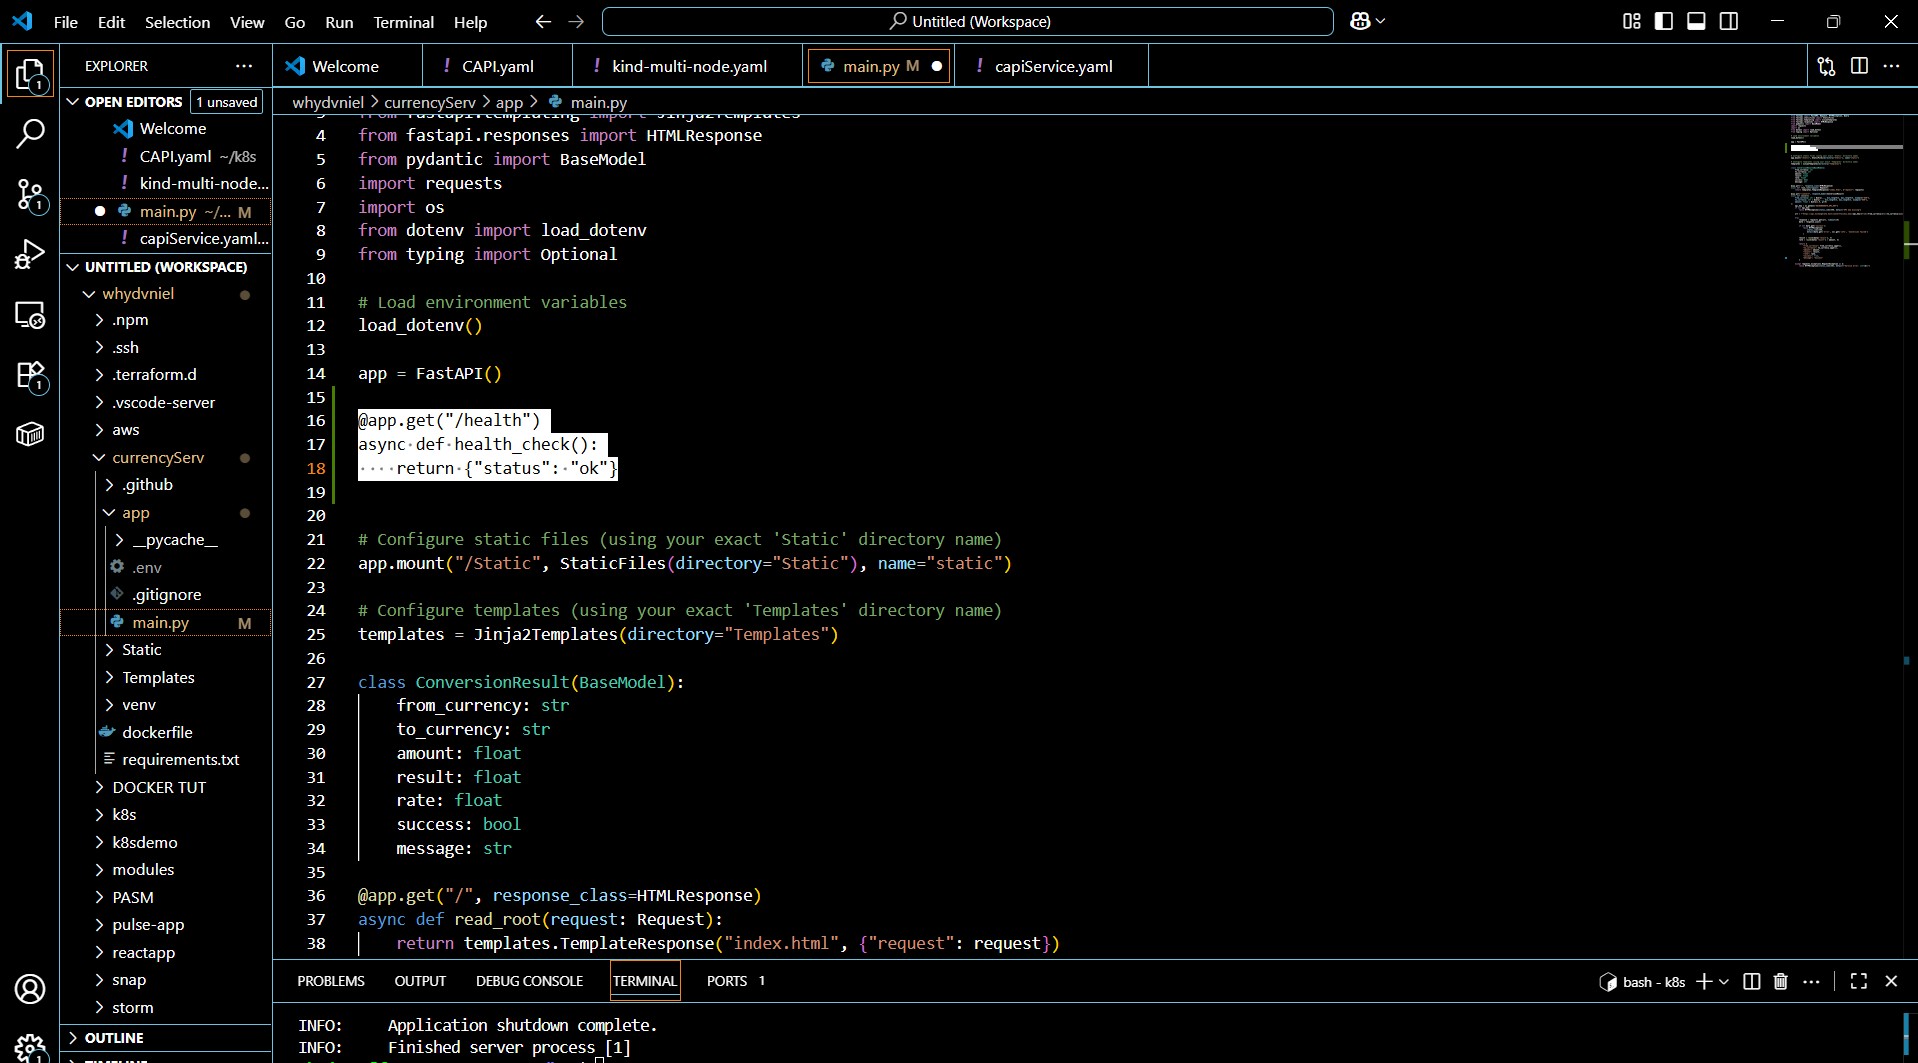 File Edit Selection View Go Run Terminal Help
Untitled (Workspace)
EXPLORER
Welcome
CAPI.yaml
kind-multi-node.yaml
main.py M
capiService.yaml
OPEN EDITORS 1 unsaved
Welcome
CAPI.yaml ~/k8s
kind-multi-node...
main.py ~/... M
capiService.yaml...
UNTITLED (WORKSPACE)
whydvniel
.npm
.ssh
.terraform.d
.vscode-server
aws
currencyServ
.github
app
__pycache__
.env
.gitignore
main.py M
Static
Templates
venv
dockerfile
requirements.txt
DOCKER TUT
k8s
k8sdemo
modules
PASM
pulse-app
reactapp
snap
storm
OUTLINE
TIMELINE
1
1
1
1
whydvniel > currencyServ > app > main.py
3 from fastapi.templating import Jinja2Templates
4 from fastapi.responses import HTMLResponse
5 from pydantic import BaseModel
6 import requests
7 import os
8 from dotenv import load_dotenv
9 from typing import Optional
10
11 # Load environment variables
12 load_dotenv()
13
14 app = FastAPI()
15
16 @app.get("/health")
17 async def health_check():
18 return {"status": "ok"}
19
20
21 # Configure static files (using your exact 'Static' directory name)
22 app.mount("/Static", StaticFiles(directory="Static"), name="static")
23
24 # Configure templates (using your exact 'Templates' directory name)
25 templates = Jinja2Templates(directory="Templates")
26
27 class ConversionResult(BaseModel):
28 from_currency: str
29 to_currency: str
30 amount: float
31 result: float
32 rate: float
33 success: bool
34 message: str
35
36 @app.get("/", response_class=HTMLResponse)
37 async def read_root(request: Request):
38 return templates.TemplateResponse("index.html", {"request": request})
PROBLEMS OUTPUT DEBUG CONSOLE TERMINAL PORTS 1
bash - k8s
INFO: Application shutdown complete.
INFO: Finished server process [1]